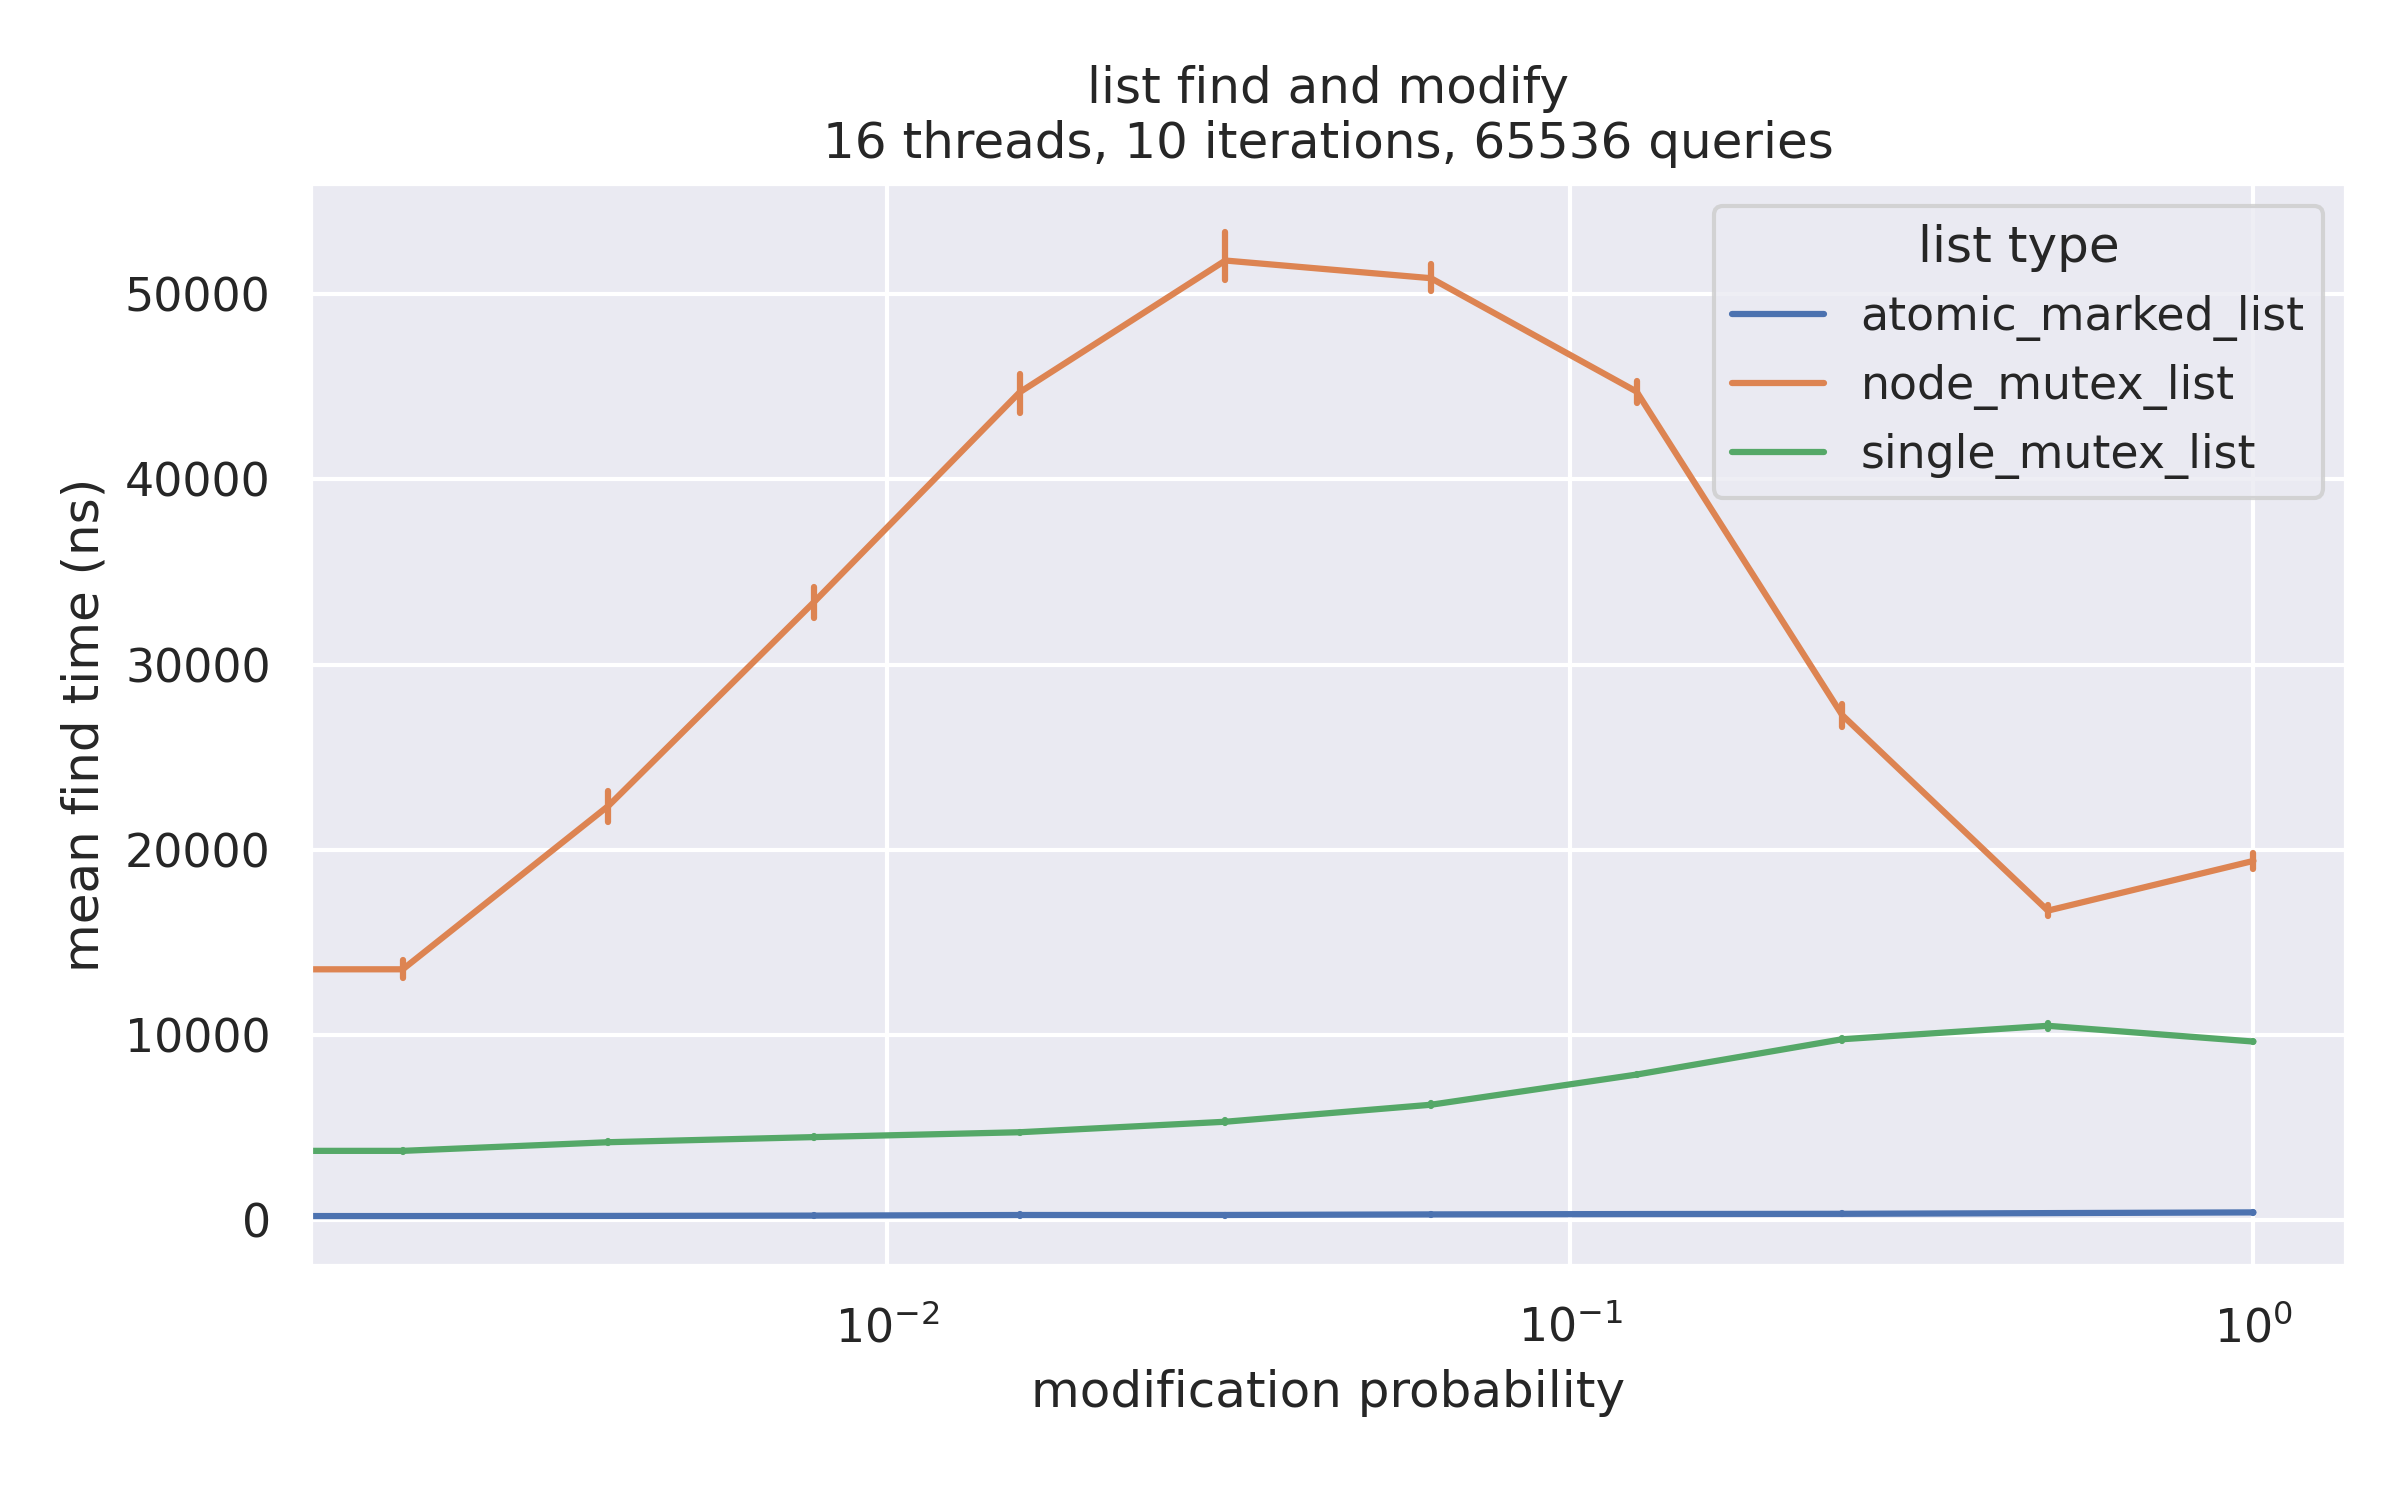 list find and modify
16 threads, 10 iterations, 65536 queries
list type
atomic_marked_list
node_mutex_list
single_mutex_list
mean find time (ns)
50000
40000
30000
20000
10000
0
10⁻²
10⁻¹
10⁰
modification probability